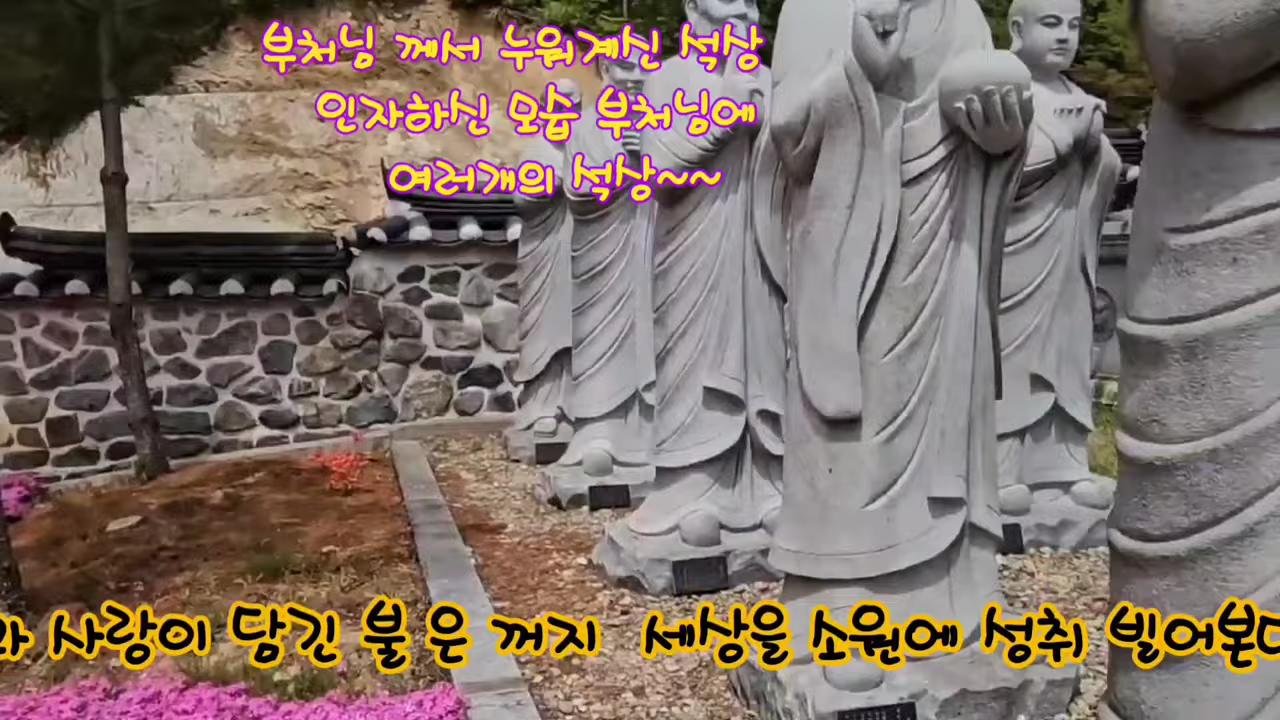 부처님 께서 누워계신 석상
인자하신 모습 부처님에
여러개의 석상~~
사랑이 담긴 불 은 꺼지 세상을 소원에 성취 빌어본다